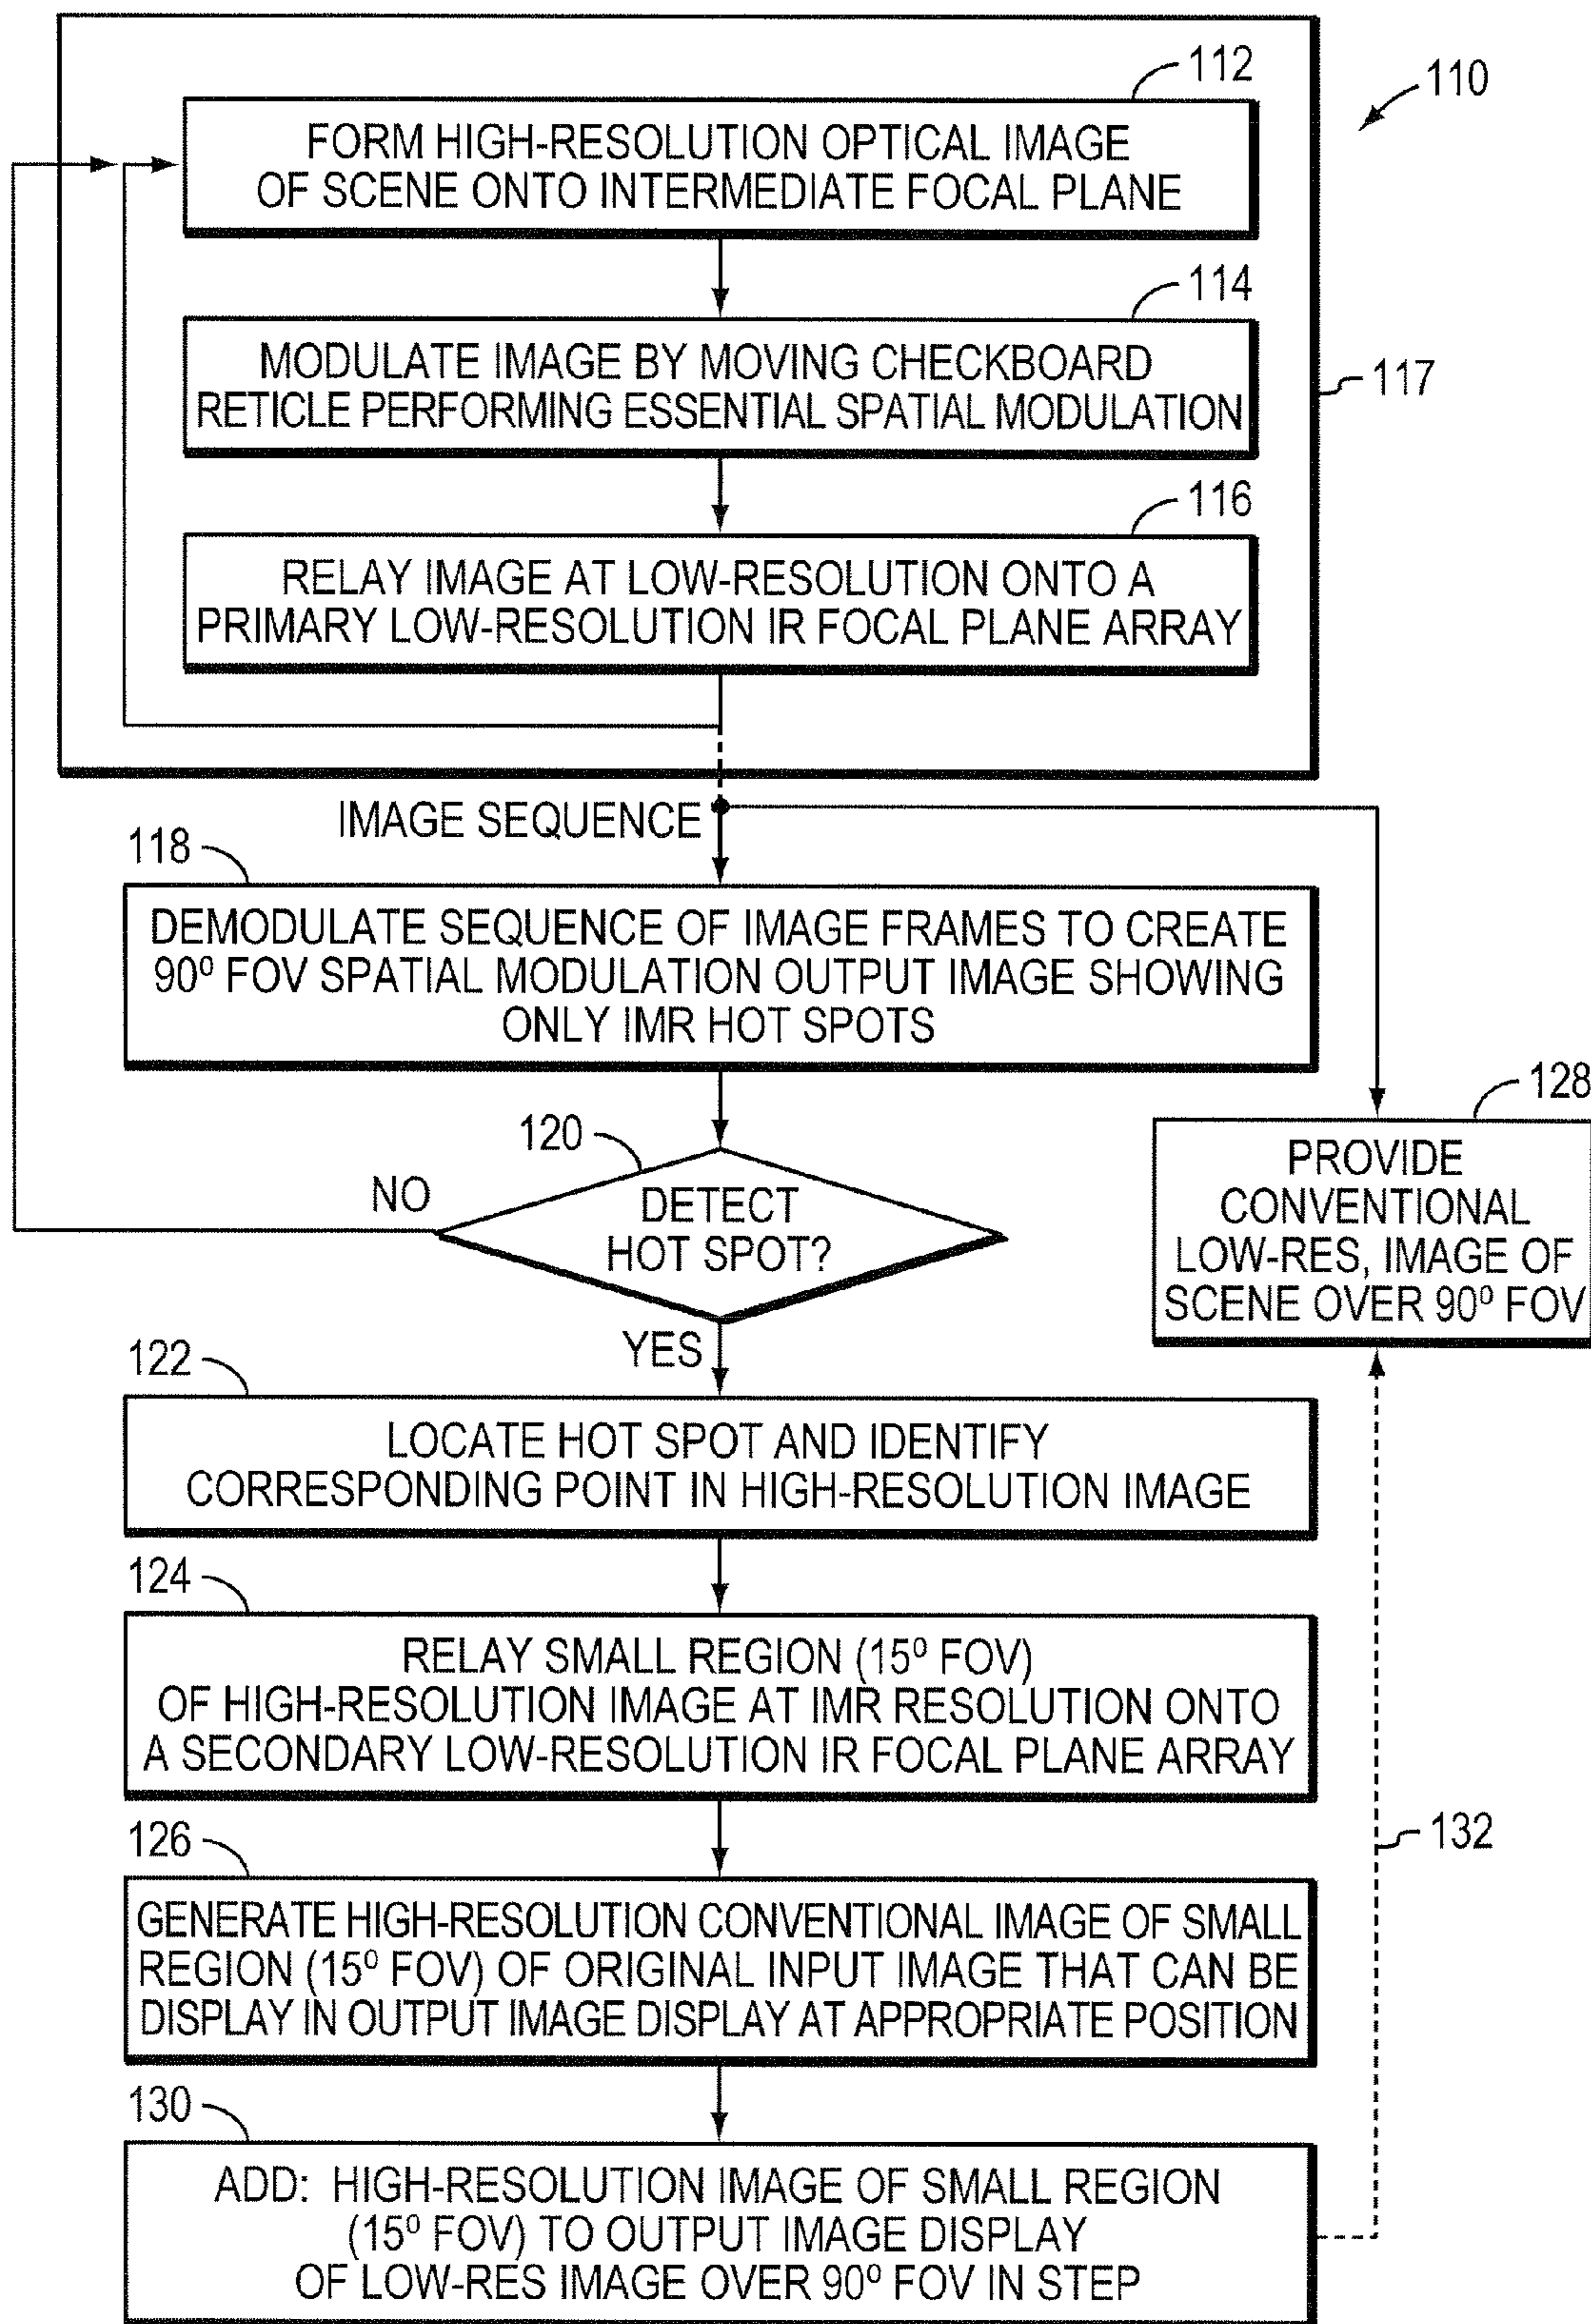 112
110
FORM HIGH-RESOLUTION OPTICAL IMAGE
OF SCENE ONTO INTERMEDIATE FOCAL PLANE
114
MODULATE IMAGE BY MOVING CHECKBOARD
RETICLE PERFORMING ESSENTIAL SPATIAL MODULATION
117
116
RELAY IMAGE AT LOW-RESOLUTION ONTO A
PRIMARY LOW-RESOLUTION IR FOCAL PLANE ARRAY
IMAGE SEQUENCE
118
DEMODULATE SEQUENCE OF IMAGE FRAMES TO CREATE
90⁰ FOV SPATIAL MODULATION OUTPUT IMAGE SHOWING
ONLY IMR HOT SPOTS
120
NO
DETECT
HOT SPOT?
YES
128
PROVIDE
CONVENTIONAL
LOW-RES, IMAGE OF
SCENE OVER 90⁰ FOV
122
LOCATE HOT SPOT AND IDENTIFY
CORRESPONDING POINT IN HIGH-RESOLUTION IMAGE
124
RELAY SMALL REGION (15⁰ FOV)
OF HIGH-RESOLUTION IMAGE AT IMR RESOLUTION ONTO
A SECONDARY LOW-RESOLUTION IR FOCAL PLANE ARRAY
132
126
GENERATE HIGH-RESOLUTION CONVENTIONAL IMAGE OF SMALL
REGION (15⁰ FOV) OF ORIGINAL INPUT IMAGE THAT CAN BE
DISPLAY IN OUTPUT IMAGE DISPLAY AT APPROPRIATE POSITION
130
ADD: HIGH-RESOLUTION IMAGE OF SMALL REGION
(15⁰ FOV) TO OUTPUT IMAGE DISPLAY
OF LOW-RES IMAGE OVER 90⁰ FOV IN STEP